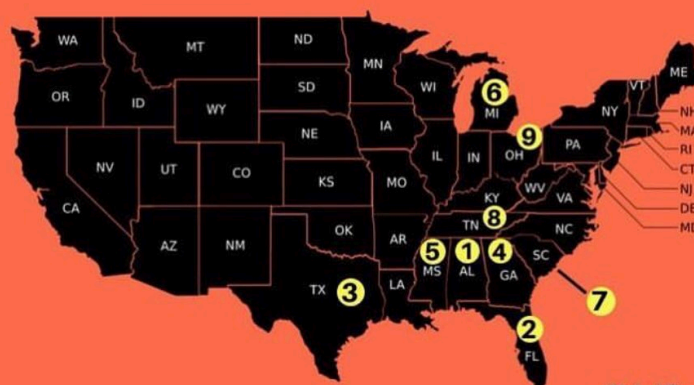 WA
MT
ND
MN
ME
VT
OR
ID
SD
WI
6
MI
NY
NH
WY
9
MA
IA
PA
RI
NE
OH
NV
UT
CO
IL
IN
CT
NJ
KS
MO
WV
VA
KY
DE
CA
8
MD
TN
NC
OK
AR
AZ
NM
5
1
4
SC
MS
AL
GA
TX
3
LA
7
2
FL